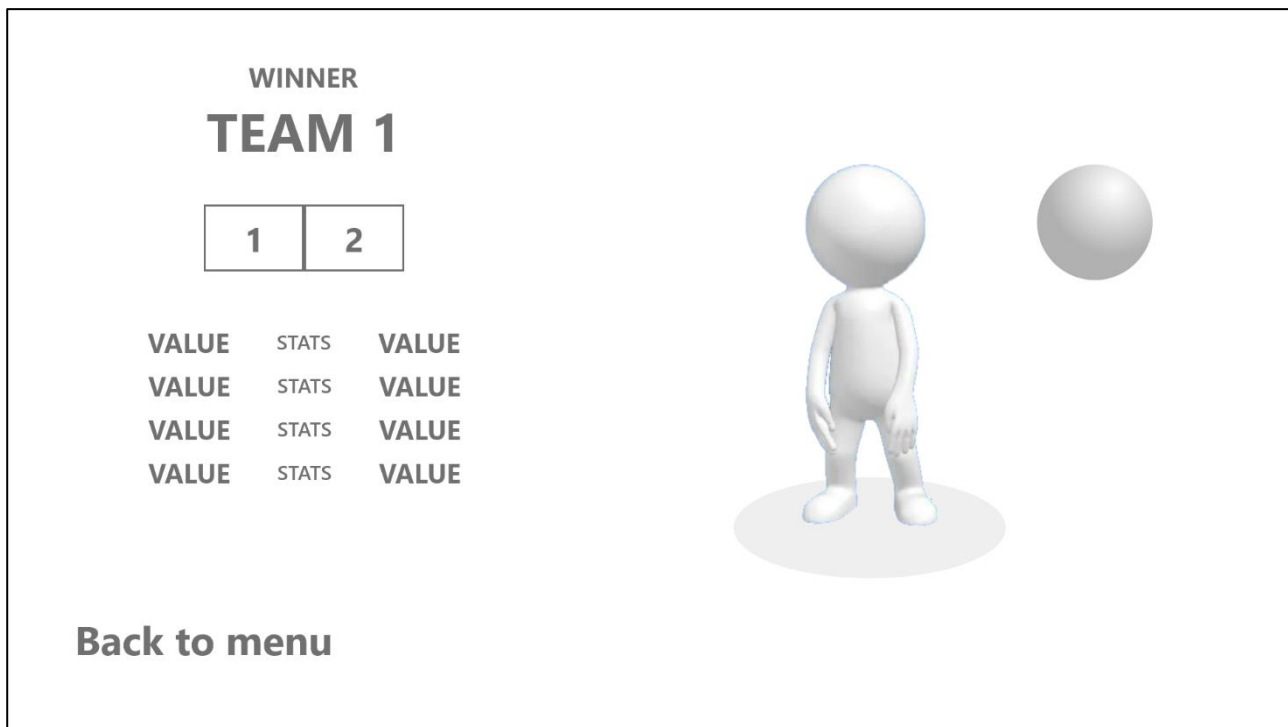 WINNER
TEAM 1
1 2
VALUE STATS VALUE
VALUE STATS VALUE
VALUE STATS VALUE
VALUE STATS VALUE
Back to menu